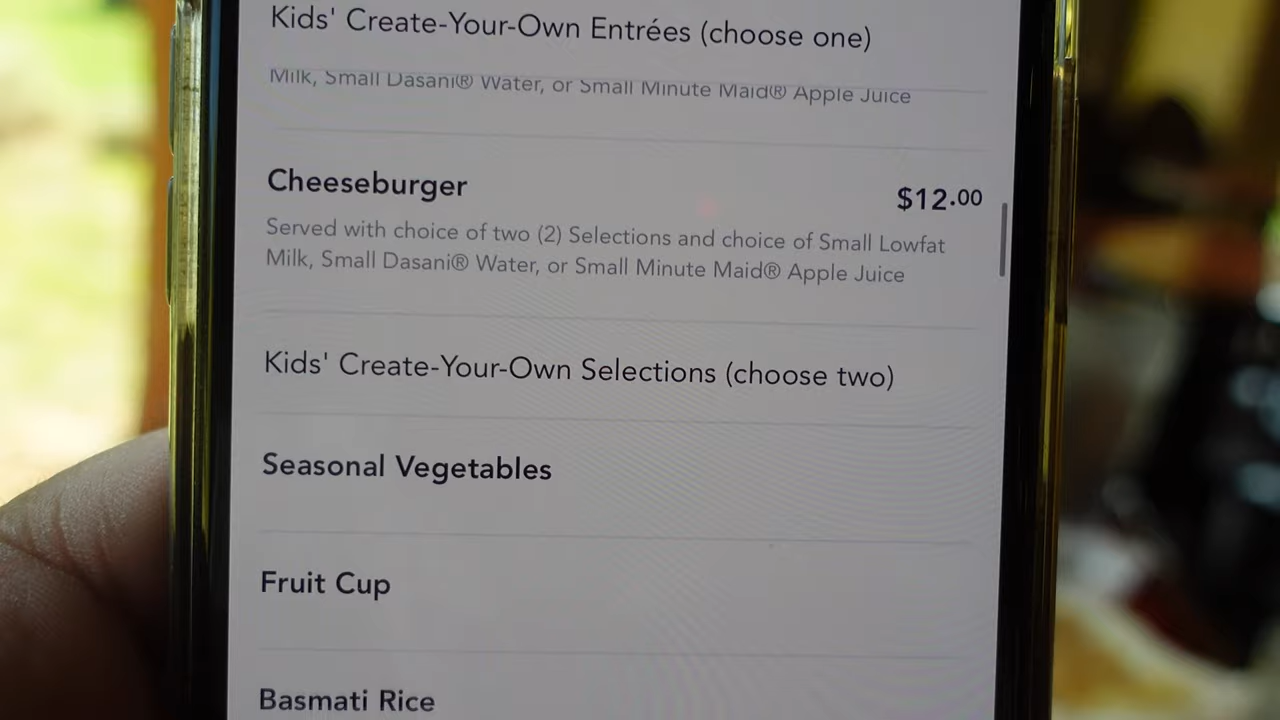 Kids' Create-Your-Own Entrées (choose one)
Milk, Small Dasani® Water, or Small Minute Maid® Apple Juice
Cheeseburger
$12.00
Served with choice of two (2) Selections and choice of Small Lowfat
Milk, Small Dasani® Water, or Small Minute Maid® Apple Juice
Kids' Create-Your-Own Selections (choose two)
Seasonal Vegetables
Fruit Cup
Basmati Rice